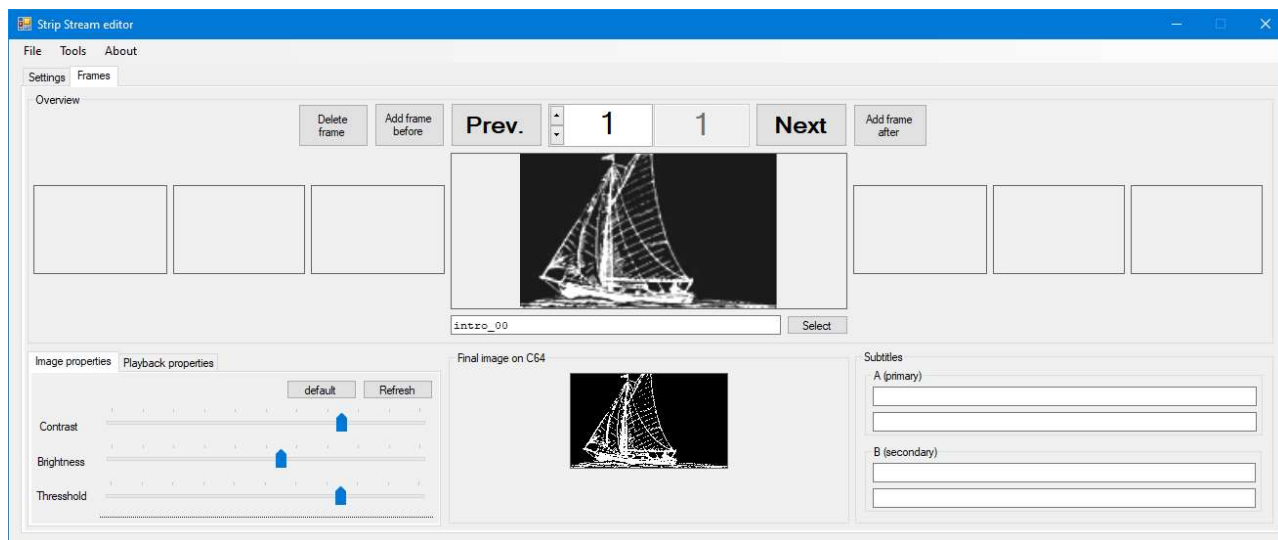 Strip Stream editor
File Tools About
Settings Frames
Overview
Delete frame
Add frame before
Prev.
1
1
Next
Add frame after
intro_00
Select
Image properties Playback properties
default Refresh
Contrast
Brightness
Thresshold
Final image on C64
Subtitles
A (primary)
B (secondary)